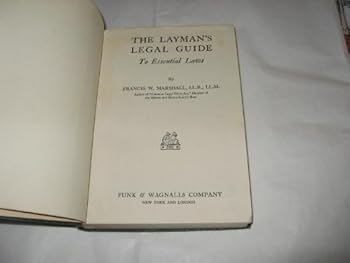 THE LAYMAN'S
LEGAL GUIDE
To Essential Laws
By
FRANCIS W. MARSHALL, LL.B., LL.M.
FUNK & WAGNALLS COMPANY
NEW YORK AND LONDON